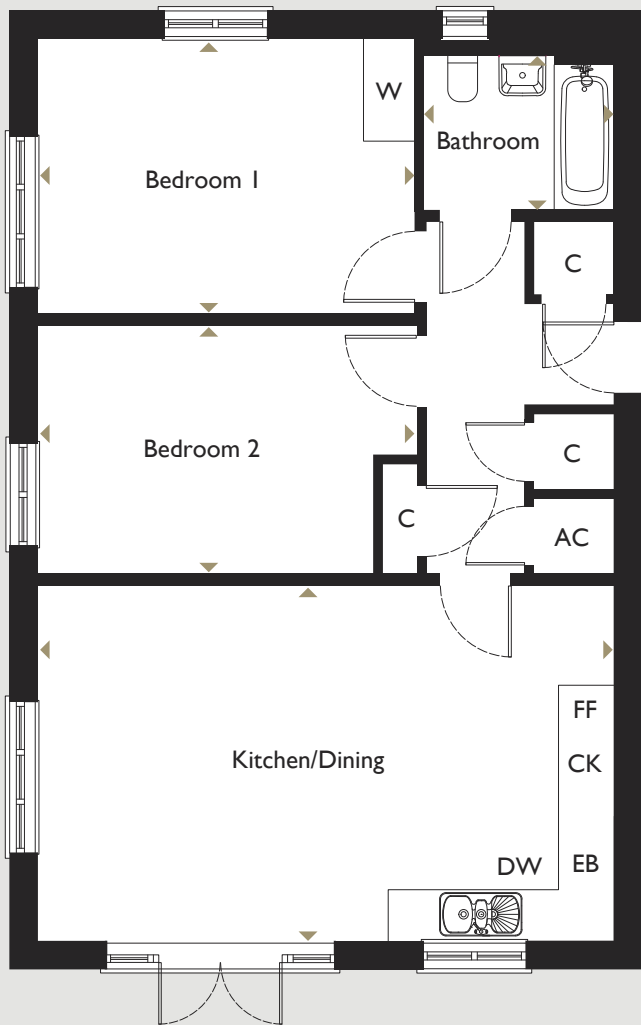 W
Bathroom
Bedroom 1
C
Bedroom 2
C
C
AC
FF
Kitchen/Dining
CK
DW
EB